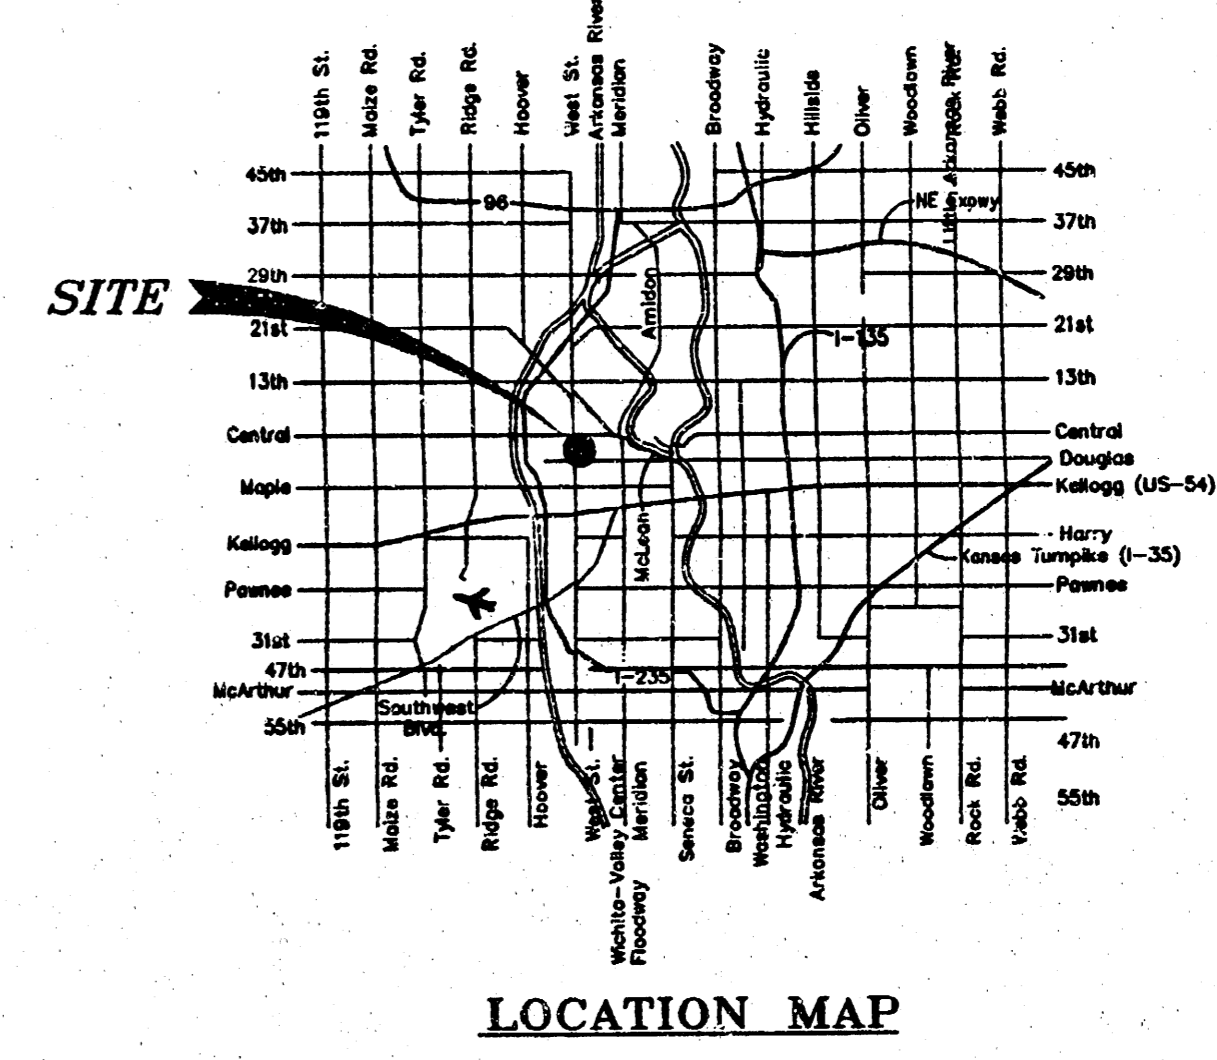 119th St.
Maize Rd.
Tyler Rd.
Ridge Rd.
Hoover
West St.
Arkansas River
Meridian
Broadway
Hydraulic
Hillside
Oliver
Woodlawn
Little Arkansas River
Rock Rd.
Webb Rd.
45th
45th
96
NE Expwy
37th
37th
29th
29th
SITE
Amidon
21st
21st
I-135
13th
13th
Central
Central
Douglas
Maple
Kellogg (US-54)
McLean
Kellogg
Harry
Kansas Turnpike (I-35)
Pawnee
Pawnee
31st
31st
47th
I-235
McArthur
McArthur
Southwest
Blvd.
55th
47th
55th
119th St.
Maize Rd.
Tyler Rd.
Ridge Rd.
Hoover
West St.
Wichita-Valley Center
Floodway
Meridian
Seneca St.
Broadway
Washington
Hydraulic
Arkansas River
Oliver
Woodlawn
Rock Rd.
Webb Rd.
LOCATION MAP